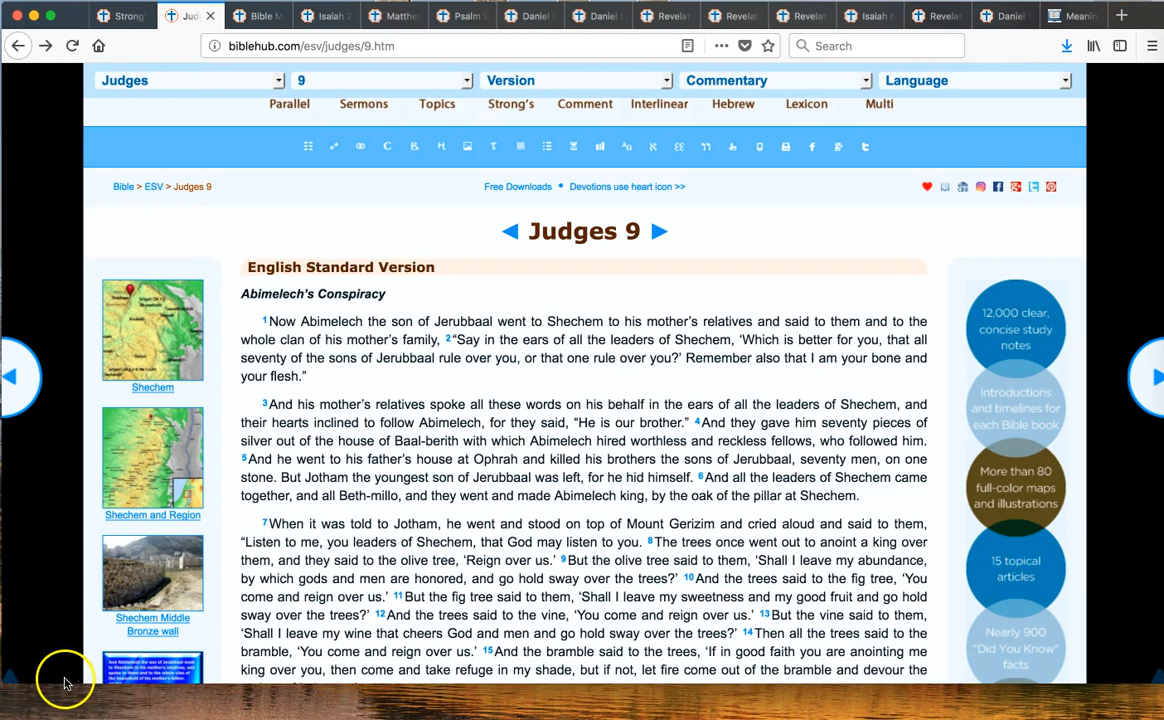 Strong'
Jud
Bible M
Isaiah 2
Matthe
Psalm
Daniel
Daniel
Revelat
Revelat
Revelat
Isaiah 6
Revelat
Daniel
Meanin
biblehub.com/esv/judges/9.htm
Search
Judges
9
Version
Commentary
Language
Parallel Sermons Topics Strong's Comment Interlinear Hebrew Lexicon Multi
Bible > ESV > Judges 9
Free Downloads • Devotions use heart icon >>
◄ Judges 9 ►
English Standard Version
Abimelech's Conspiracy
1Now Abimelech the son of Jerubbaal went to Shechem to his mother's relatives and said to them and to the
whole clan of his mother's family, 2"Say in the ears of all the leaders of Shechem, 'Which is better for you, that all
seventy of the sons of Jerubbaal rule over you, or that one rule over you?' Remember also that I am your bone and
your flesh."
3And his mother's relatives spoke all these words on his behalf in the ears of all the leaders of Shechem, and
their hearts inclined to follow Abimelech, for they said, "He is our brother." 4And they gave him seventy pieces of
silver out of the house of Baal-berith with which Abimelech hired worthless and reckless fellows, who followed him.
5And he went to his father's house at Ophrah and killed his brothers the sons of Jerubbaal, seventy men, on one
stone. But Jotham the youngest son of Jerubbaal was left, for he hid himself. 6And all the leaders of Shechem came
together, and all Beth-millo, and they went and made Abimelech king, by the oak of the pillar at Shechem.
7When it was told to Jotham, he went and stood on top of Mount Gerizim and cried aloud and said to them,
"Listen to me, you leaders of Shechem, that God may listen to you. 8The trees once went out to anoint a king over
them, and they said to the olive tree, 'Reign over us.' 9But the olive tree said to them, 'Shall I leave my abundance,
by which gods and men are honored, and go hold sway over the trees?' 10And the trees said to the fig tree, 'You
come and reign over us.' 11But the fig tree said to them, 'Shall I leave my sweetness and my good fruit and go hold
sway over the trees?' 12And the trees said to the vine, 'You come and reign over us.' 13But the vine said to them,
'Shall I leave my wine that cheers God and men and go hold sway over the trees?' 14Then all the trees said to the
bramble, 'You come and reign over us.' 15And the bramble said to the trees, 'If in good faith you are anointing me
king over you, then come and take refuge in my shade, but if not, let fire come out of the bramble and devour the
Shechem
Shechem and Region
Shechem Middle
Bronze wall
12,000 clear,
concise study
notes
introductions
and timelines for
each Bible book
More than 80
full-color maps
and illustrations
15 topical
articles
Nearly 900
"Did You Know"
facts